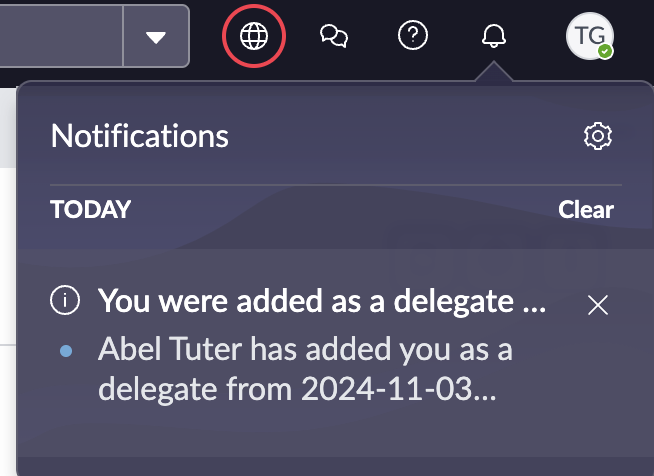 TG
Notifications
TODAY
Clear
You were added as a delegate ...
Abel Tuter has added you as a
delegate from 2024-11-03...